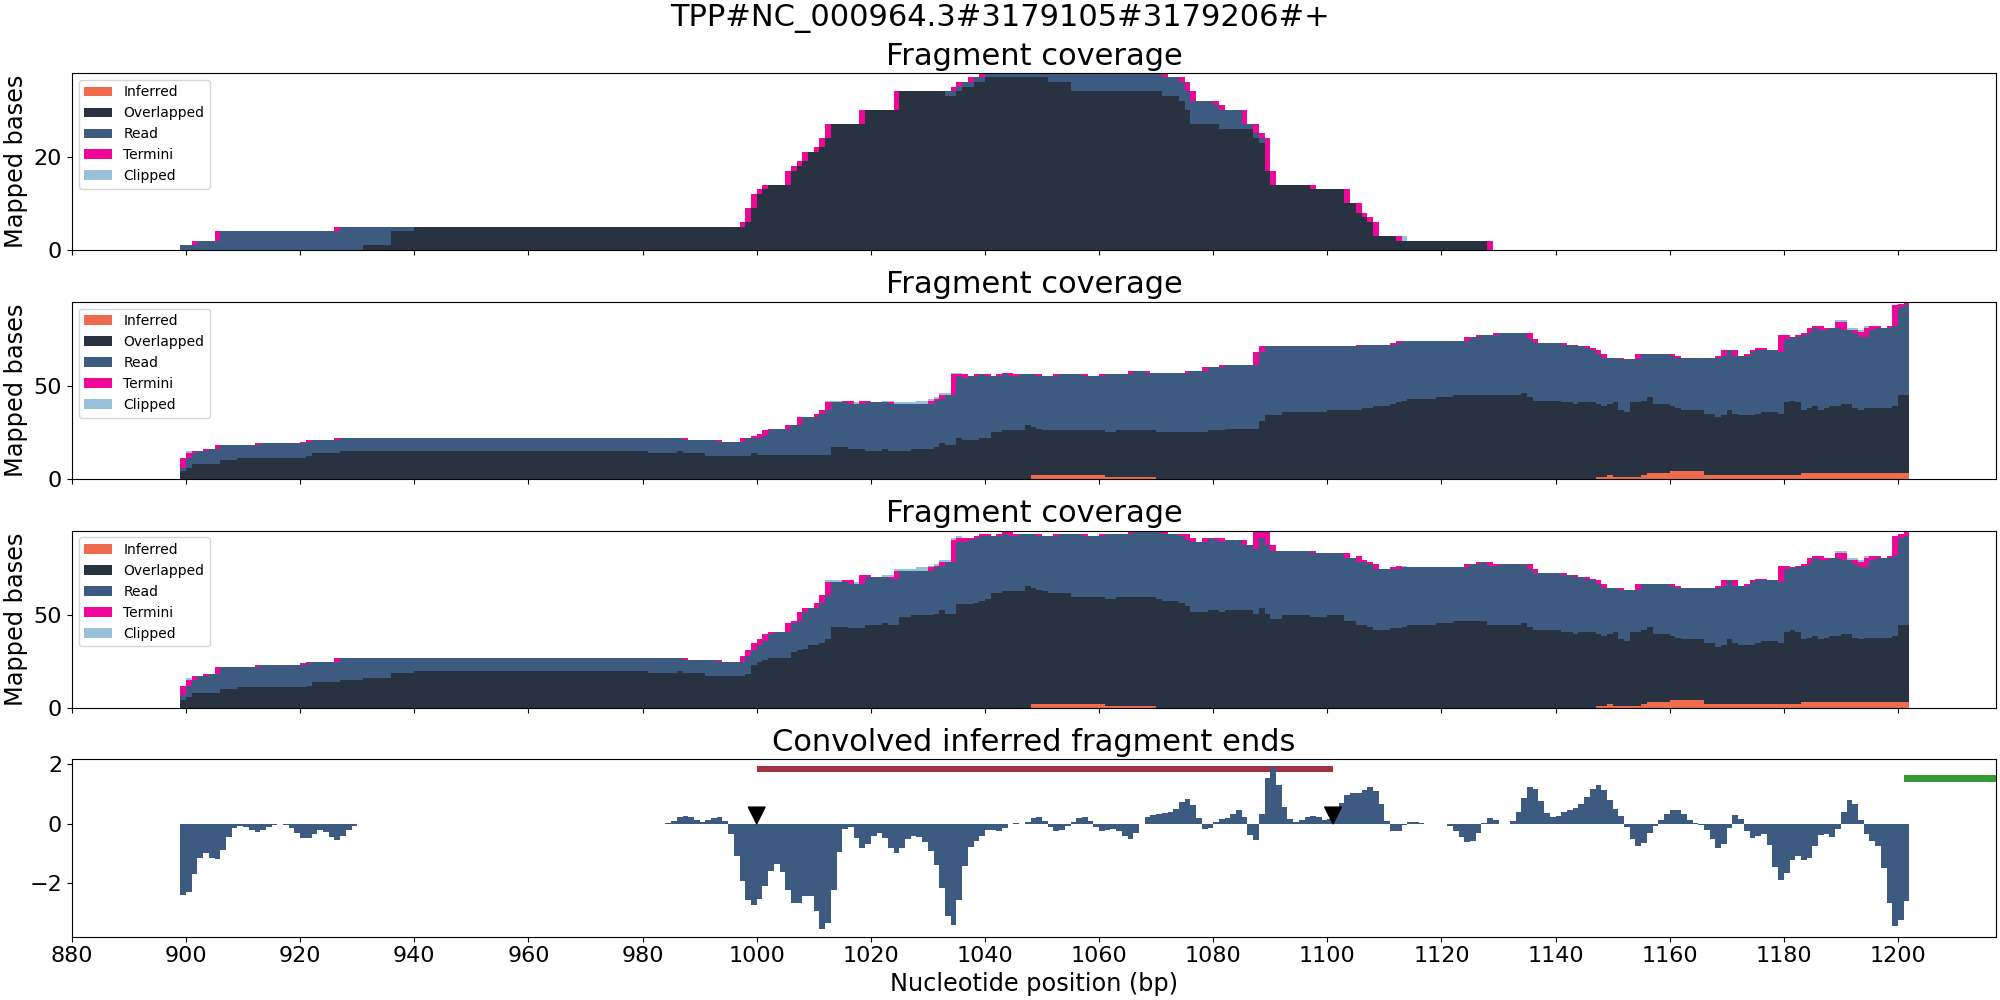 TPP#NC_000964.3#3179105#3179206#+
Fragment coverage
Mapped bases
20
0
Inferred
Overlapped
Read
Termini
Clipped
Fragment coverage
Mapped bases
50
0
Inferred
Overlapped
Read
Termini
Clipped
Fragment coverage
Mapped bases
50
0
Inferred
Overlapped
Read
Termini
Clipped
Convolved inferred fragment ends
2
0
−2
880 900 920 940 960 980 1000 1020 1040 1060 1080 1100 1120 1140 1160 1180 1200
Nucleotide position (bp)